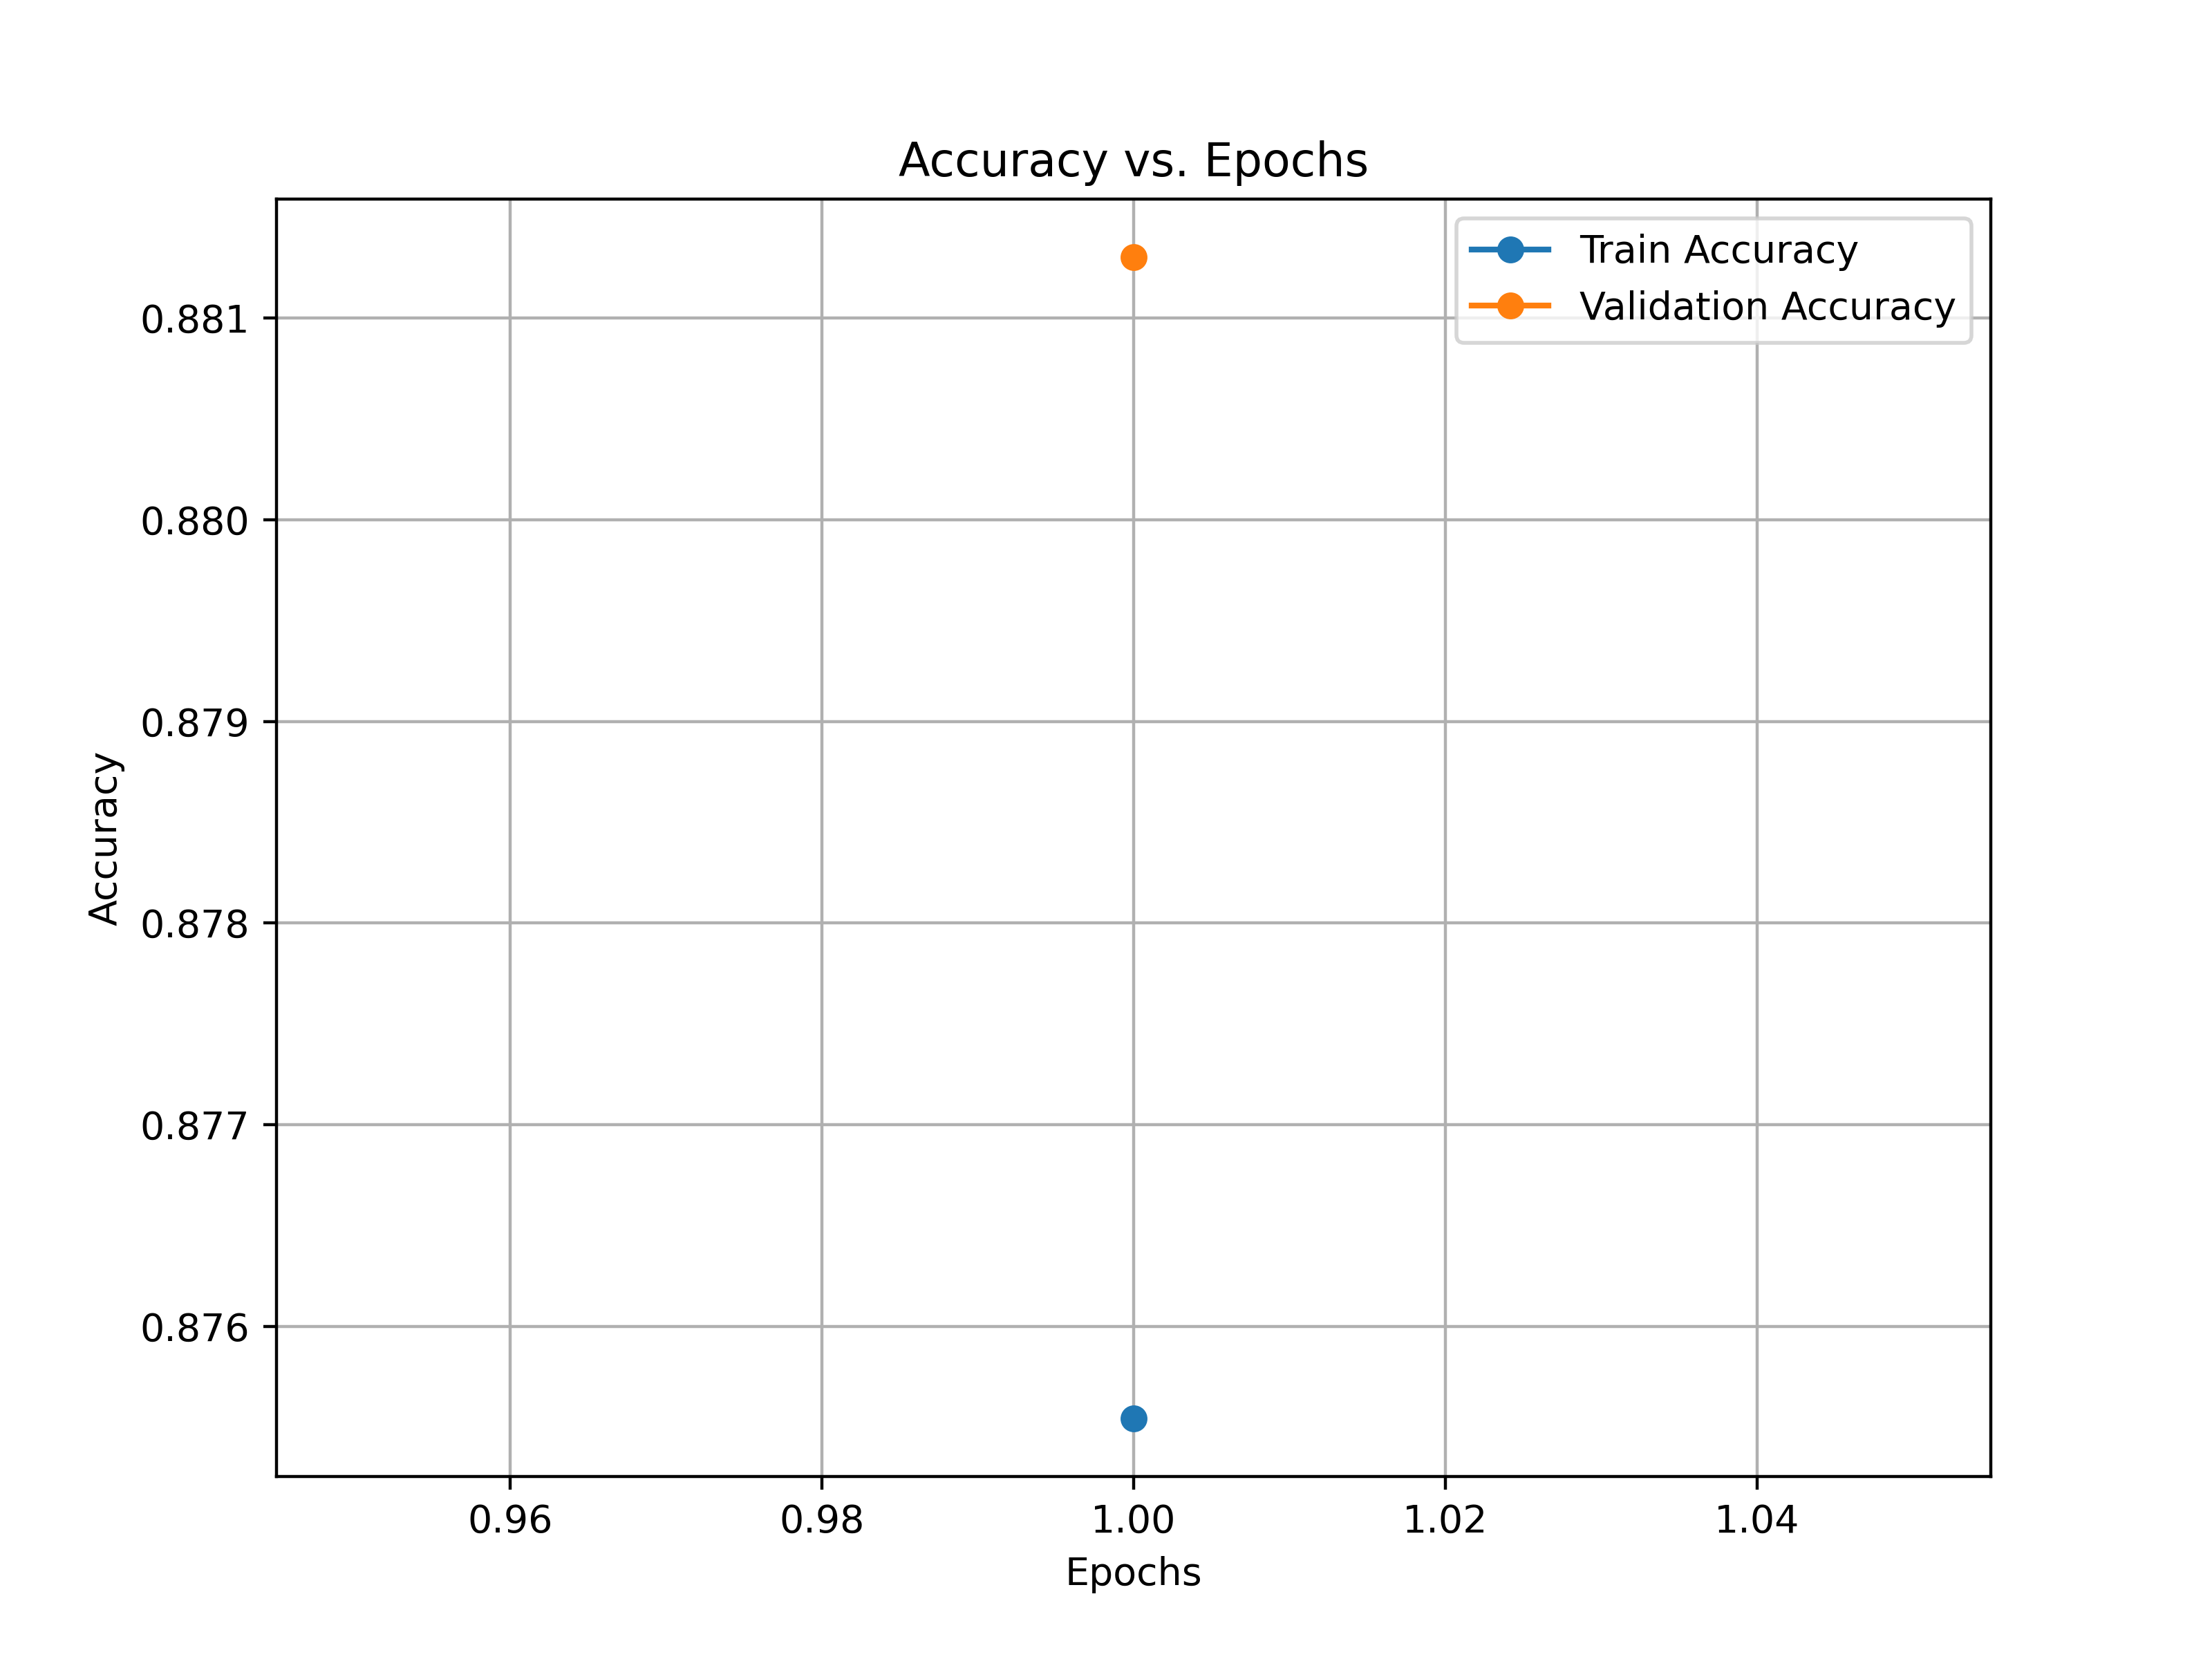 Accuracy vs. Epochs
Train Accuracy
Validation Accuracy
0.881
0.880
0.879
0.878
0.877
0.876
Accuracy
0.96 0.98 1.00 1.02 1.04
Epochs